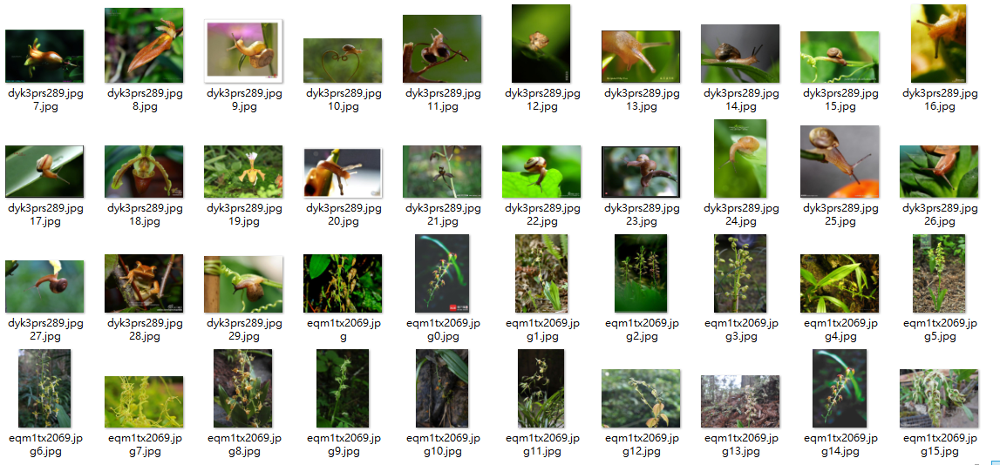 dyk3prs289.jpg dyk3prs289.jpg dyk3prs289.jpg dyk3prs289.jpg dyk3prs289.jpg dyk3prs289.jpg dyk3prs289.jpg dyk3prs289.jpg dyk3prs289.jpg dyk3prs289.jpg
7.jpg 8.jpg 9.jpg 10.jpg 11.jpg 12.jpg 13.jpg 14.jpg 15.jpg 16.jpg
dyk3prs289.jpg dyk3prs289.jpg dyk3prs289.jpg dyk3prs289.jpg dyk3prs289.jpg dyk3prs289.jpg dyk3prs289.jpg dyk3prs289.jpg dyk3prs289.jpg dyk3prs289.jpg
17.jpg 18.jpg 19.jpg 20.jpg 21.jpg 22.jpg 23.jpg 24.jpg 25.jpg 26.jpg
dyk3prs289.jpg dyk3prs289.jpg dyk3prs289.jpg eqm1tx2069.jp eqm1tx2069.jp eqm1tx2069.jp eqm1tx2069.jp eqm1tx2069.jp eqm1tx2069.jp eqm1tx2069.jp
27.jpg 28.jpg 29.jpg g g0.jpg g1.jpg g2.jpg g3.jpg g4.jpg g5.jpg
eqm1tx2069.jp eqm1tx2069.jp eqm1tx2069.jp eqm1tx2069.jp eqm1tx2069.jp eqm1tx2069.jp eqm1tx2069.jp eqm1tx2069.jp eqm1tx2069.jp eqm1tx2069.jp
g6.jpg g7.jpg g8.jpg g9.jpg g10.jpg g11.jpg g12.jpg g13.jpg g14.jpg g15.jpg